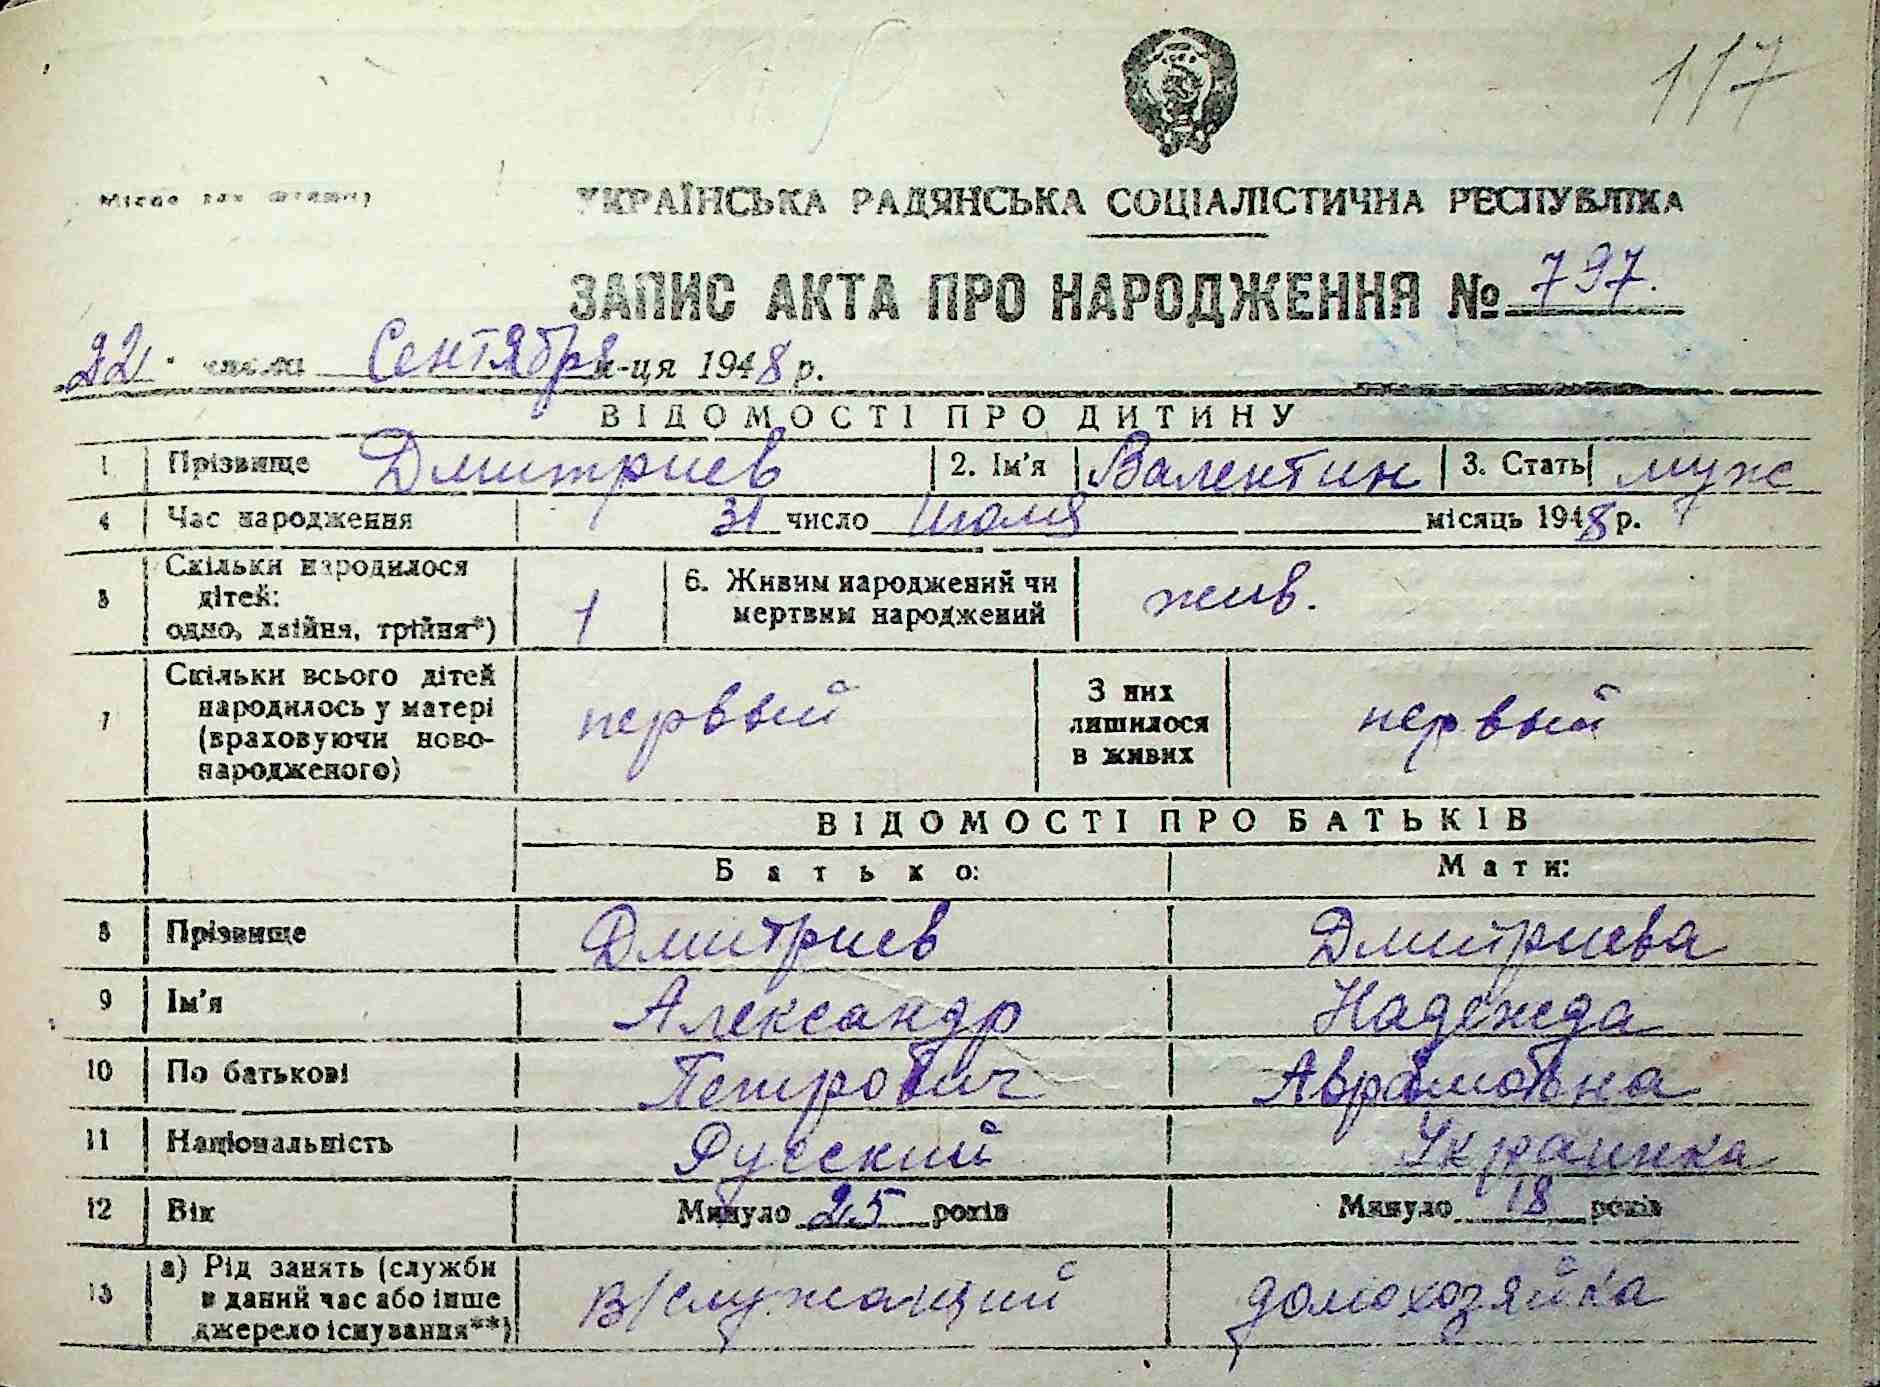 117
Місце для штампу
УКРАЇНСЬКА РАДЯНСЬКА СОЦІАЛІСТИЧНА РЕСПУБЛІКА
ЗАПИС АКТА ПРО НАРОДЖЕННЯ № 797.
22 числа Сентября м-ця 1948 р.
ВІДОМОСТІ ПРО ДИТИНУ
1 Прізвище Дмитриев 2. Ім'я Валентин 3. Стать муж
4 Час народження 31 число июля місяць 1948 р.
5 Скільки народилося дітей: одно, двійня, трійня*) 1 6. Живим народжений чи мертвим народжений жив.
7 Скільки всього дітей народилось у матері (враховуючи ново-народженого) первый З них лишилося в живих первый
ВІДОМОСТІ ПРО БАТЬКІВ
Батько: Мати:
8 Прізвище Дмитриев Дмитриева
9 Ім'я Александр Надежда
10 По батькові Петрович Аврамовна
11 Національність Русский Украинка
12 Вік Минуло 25 років Минуло 18 років
13 а) Рід занять (служби в даний час або інше джерело існування**) в/служащий домохозяйка